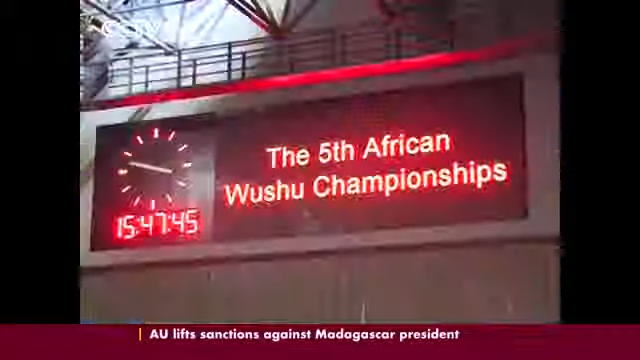 CCTV
The 5th African
Wushu Championships
15:47:45
AU lifts sanctions against Madagascar president